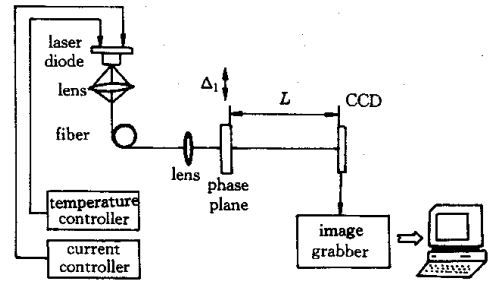 laser
diode
lens
fiber
Δ1
L
CCD
lens
phase
plane
temperature
controller
current
controller
image
grabber